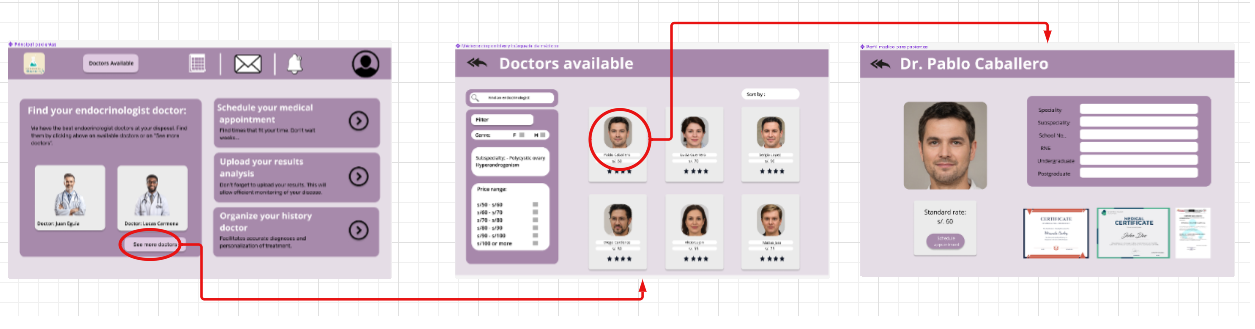 Doctors Available
Find your endocrinologist doctor:
We have the best endocrinologist doctors at your disposal. Find
them by clicking above on available doctors or on "See more
doctors".
Doctor: Juan Eguia
Doctor: Lucas Carmona
See more doctors
Schedule your medical
appointment
Find times that fit your time. Don't wait
weeks...
Upload your results
analysis
Don't forget to upload your results. This will
allow efficient monitoring of your disease.
Organize your history
doctor
Facilitates accurate diagnoses and
personalization of treatment.
Doctors available
Find an endocrinologist
Filter
Genre: F M
Subspecialty: - Polycystic ovary
Hyperandrogenism
Price range:
s/50 - s/60
s/60 - s/70
s/70 - s/80
s/80 - s/90
s/90 - s/100
s/100 or more
Sort by :
Pablo Caballero
s/. 60
Dr. Pablo Caballero
Specialty
Subspecialty:
School No..
RNE:
Undergraduate
Postgraduate
Standard rate:
s/. 60
Schedule
appointment
CERTIFICATE
MEDICAL
CERTIFICATE